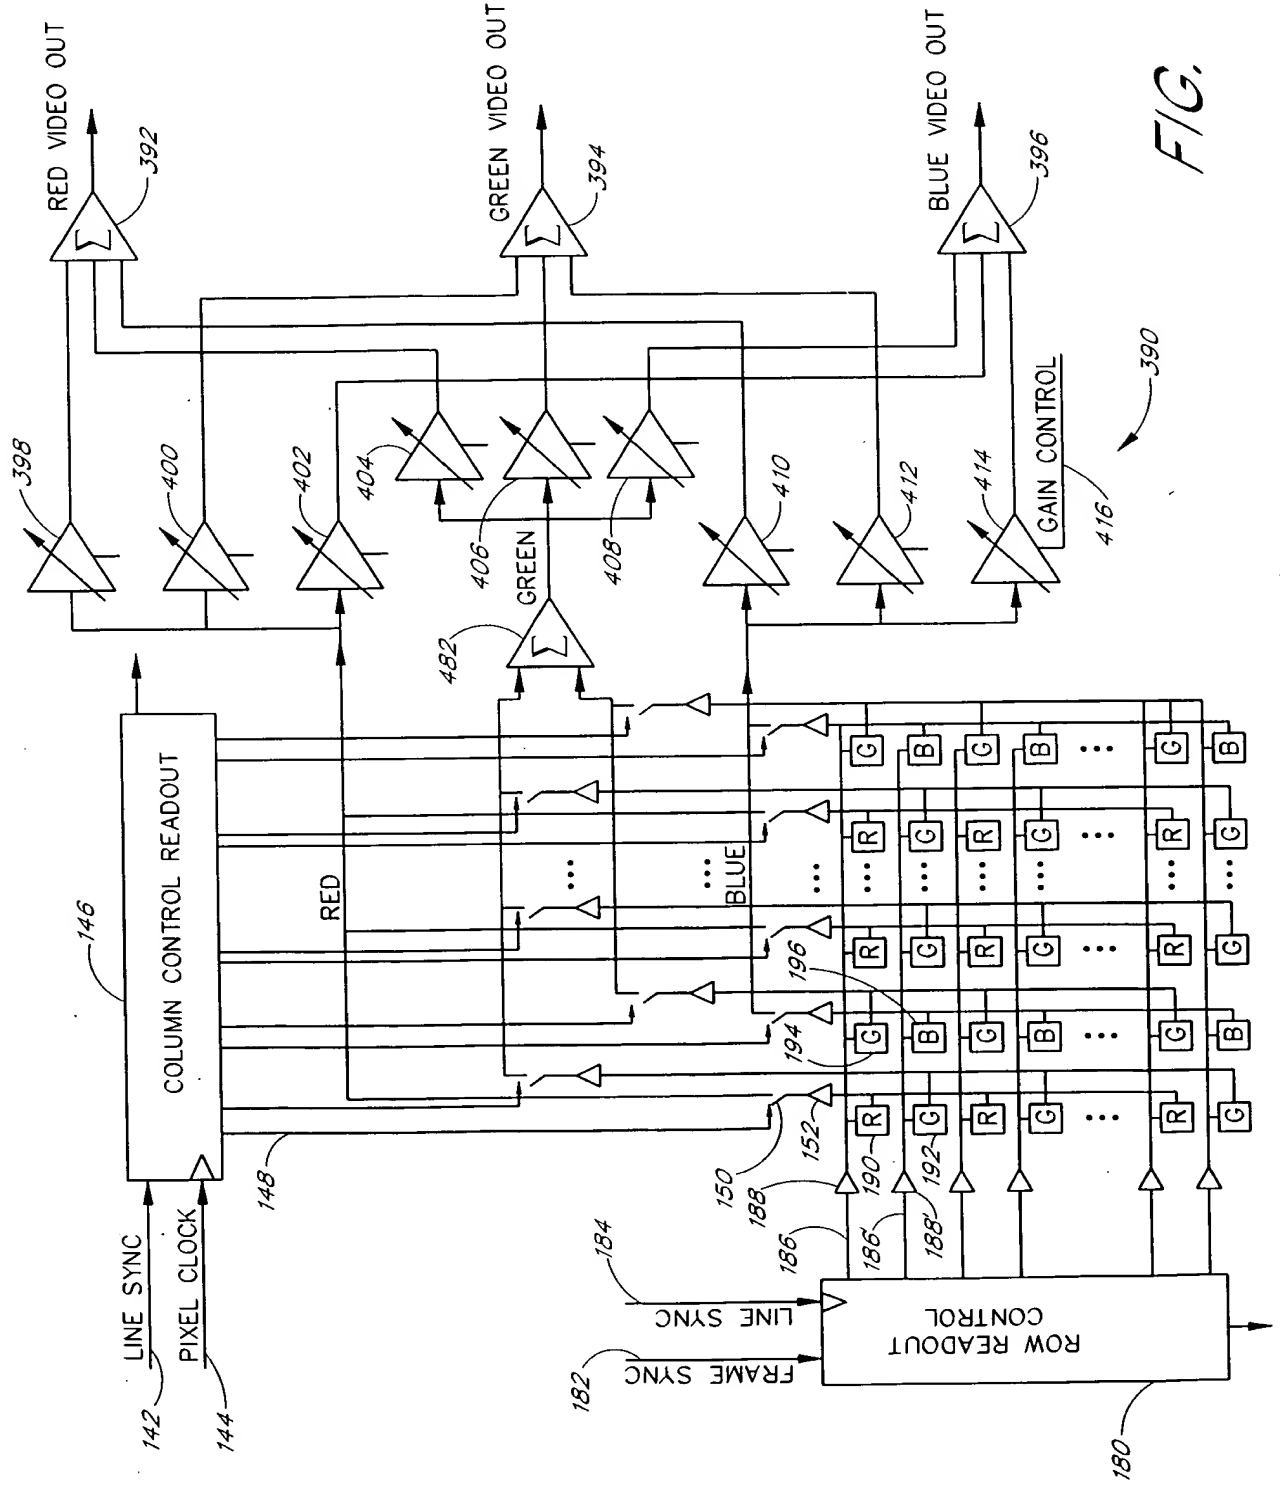 LINE SYNC
142
PIXEL CLOCK
144
146
COLUMN CONTROL READOUT
148
RED
GREEN
BLUE
482
398
400
402
404
406
408
410
412
414
GAIN CONTROL
416
390
RED VIDEO OUT
392
GREEN VIDEO OUT
394
BLUE VIDEO OUT
396
FIG.
182
FRAME SYNC
184
LINE SYNC
ROW READOUT
CONTROL
180
186
188
186'
188'
150
152
190
192
194
196
R G ... R R G
G B ... G G B
R G ... R R G
G B ... G G B
... ... ... ... ...
R G ... R R G
G B ... G G B